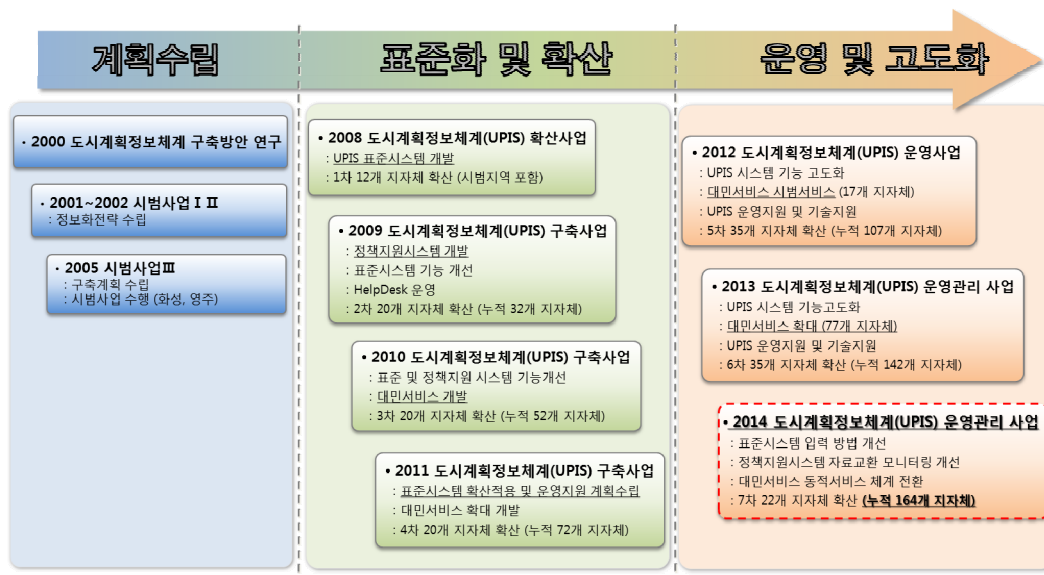 계획수립
표준화 및 확산
운영 및 고도화
· 2000 도시계획정보체계 구축방안 연구
· 2001~2002 시범사업 I II
: 정보화전략 수립
· 2005 시범사업Ⅲ
: 구축계획 수립
: 시범사업 수행 (화성, 영주)
• 2008 도시계획정보체계(UPIS) 확산사업
: UPIS 표준시스템 개발
: 1차 12개 지자체 확산 (시범지역 포함)
• 2009 도시계획정보체계(UPIS) 구축사업
: 정책지원시스템 개발
: 표준시스템 기능 개선
: HelpDesk 운영
: 2차 20개 지자체 확산 (누적 32개 지자체)
• 2010 도시계획정보체계(UPIS) 구축사업
: 표준 및 정책지원 시스템 기능개선
: 대민서비스 개발
: 3차 20개 지자체 확산 (누적 52개 지자체)
• 2011 도시계획정보체계(UPIS) 구축사업
: 표준시스템 확산적용 및 운영지원 계획수립
: 대민서비스 확대 개발
: 4차 20개 지자체 확산 (누적 72개 지자체)
• 2012 도시계획정보체계(UPIS) 운영사업
: UPIS 시스템 기능 고도화
: 대민서비스 시범서비스 (17개 지자체)
: UPIS 운영지원 및 기술지원
: 5차 35개 지자체 확산 (누적 107개 지자체)
• 2013 도시계획정보체계(UPIS) 운영관리 사업
: UPIS 시스템 기능고도화
: 대민서비스 확대 (77개 지자체)
: UPIS 운영지원 및 기술지원
: 6차 35개 지자체 확산 (누적 142개 지자체)
• 2014 도시계획정보체계(UPIS) 운영관리 사업
: 표준시스템 입력 방법 개선
: 정책지원시스템 자료교환 모니터링 개선
: 대민서비스 동적서비스 체계 전환
: 7차 22개 지자체 확산 (누적 164개 지자체)